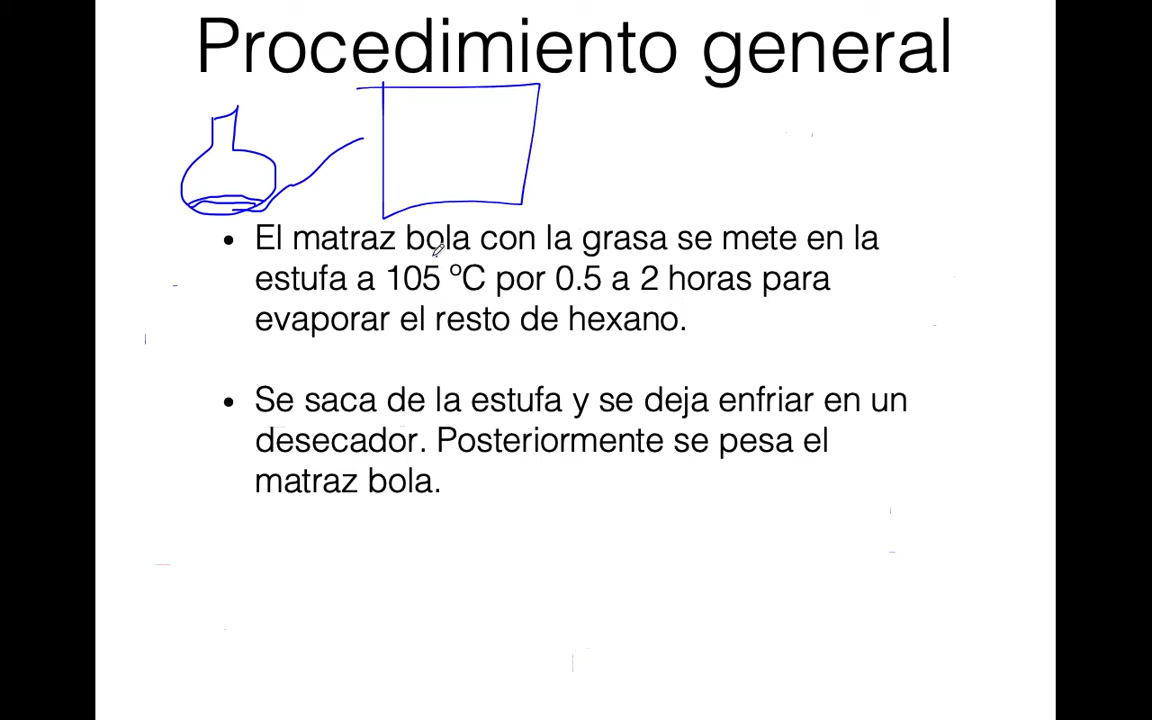 Procedimiento general
• El matraz bola con la grasa se mete en la
estufa a 105 ºC por 0.5 a 2 horas para
evaporar el resto de hexano.
• Se saca de la estufa y se deja enfriar en un
desecador. Posteriormente se pesa el
matraz bola.